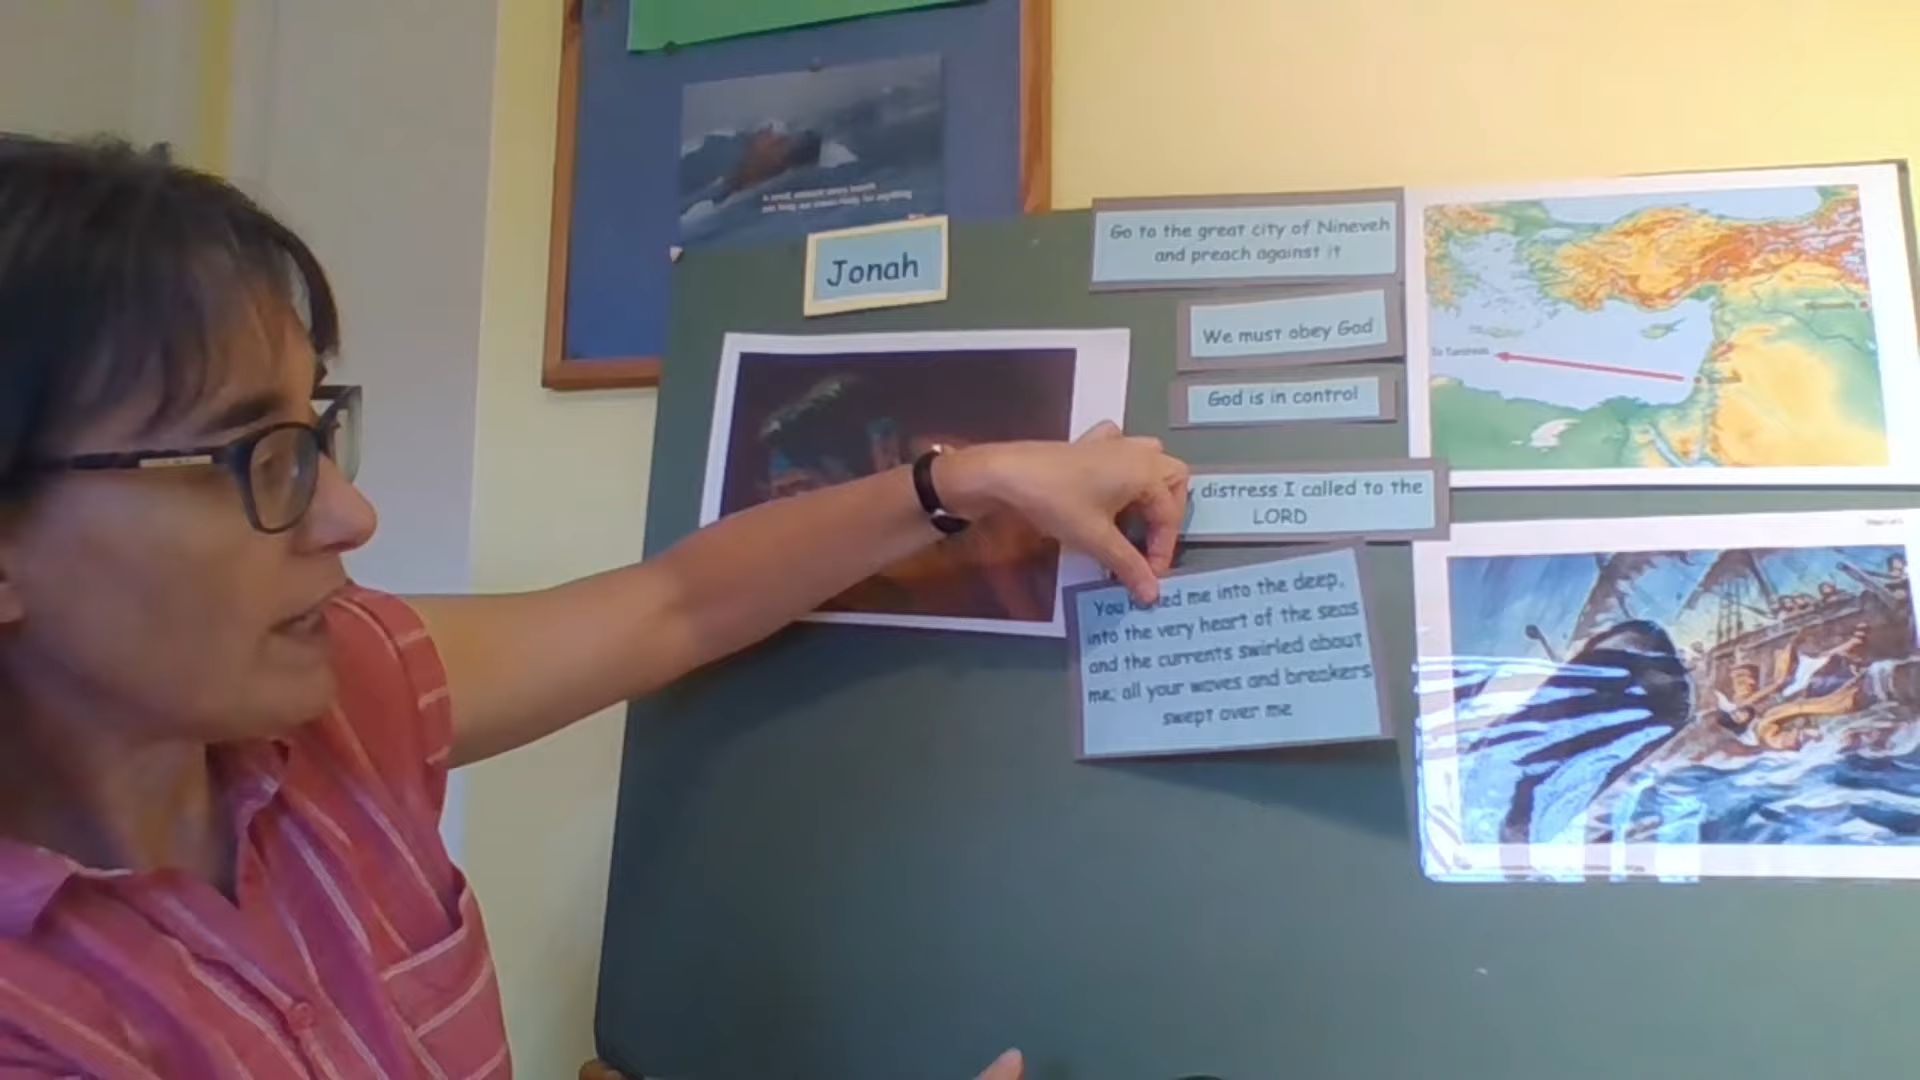 Jonah
Go to the great city of Nineveh
and preach against it
We must obey God
God is in control
distress I called to the
LORD
You me into the deep,
into the very heart of the seas
and the currents swirled about
me; all your waves and breakers
swept over me
To Tarshish